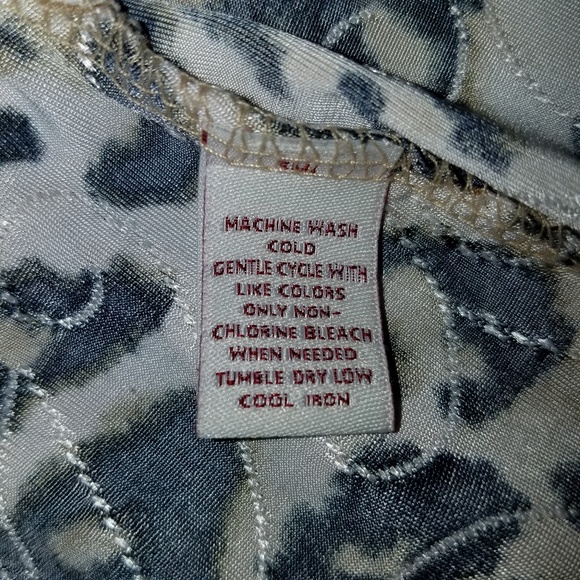 MACHINE WASH
COLD
GENTLE CYCLE WITH
LIKE COLORS
ONLY NON-
CHLORINE BLEACH
WHEN NEEDED
TUMBLE DRY LOW
COOL IRON